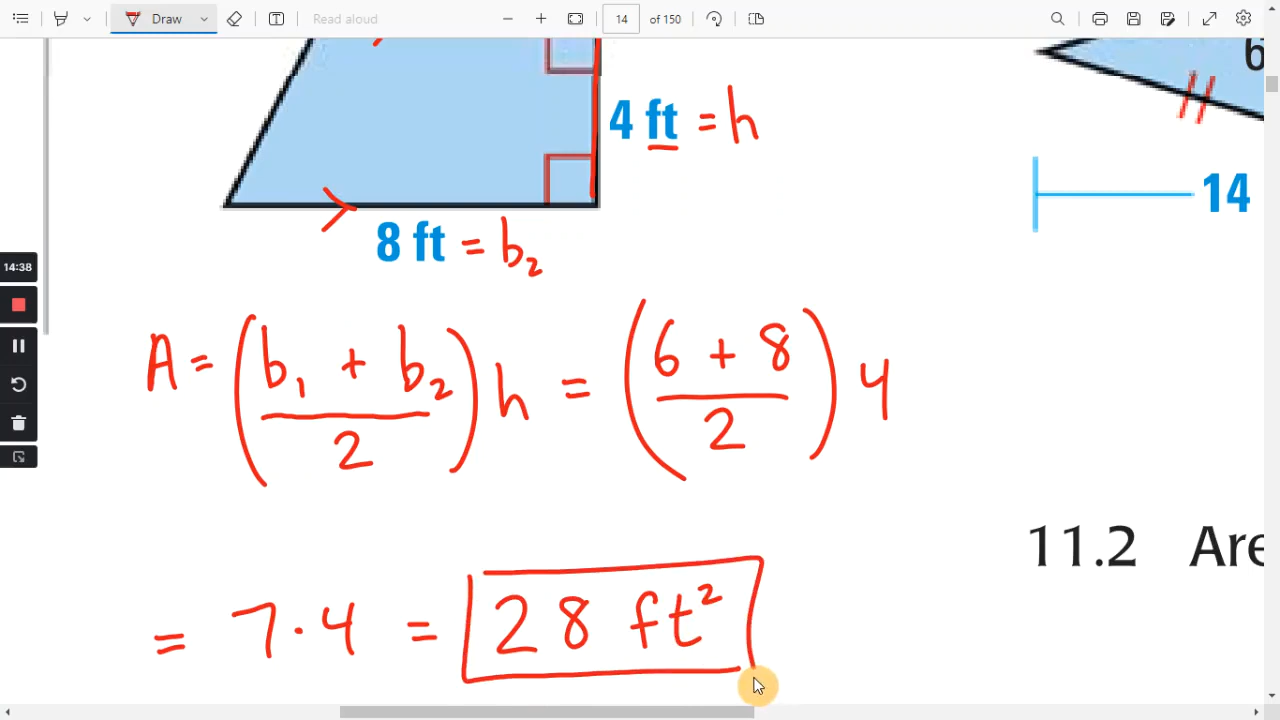 Draw
Read aloud
14 of 150
4 ft = h
6
8 ft = b₂
14
14:38
A = (b₁ + b₂ / 2) h = (6 + 8 / 2) 4
11.2 Are
= 7 · 4 = 28 ft²